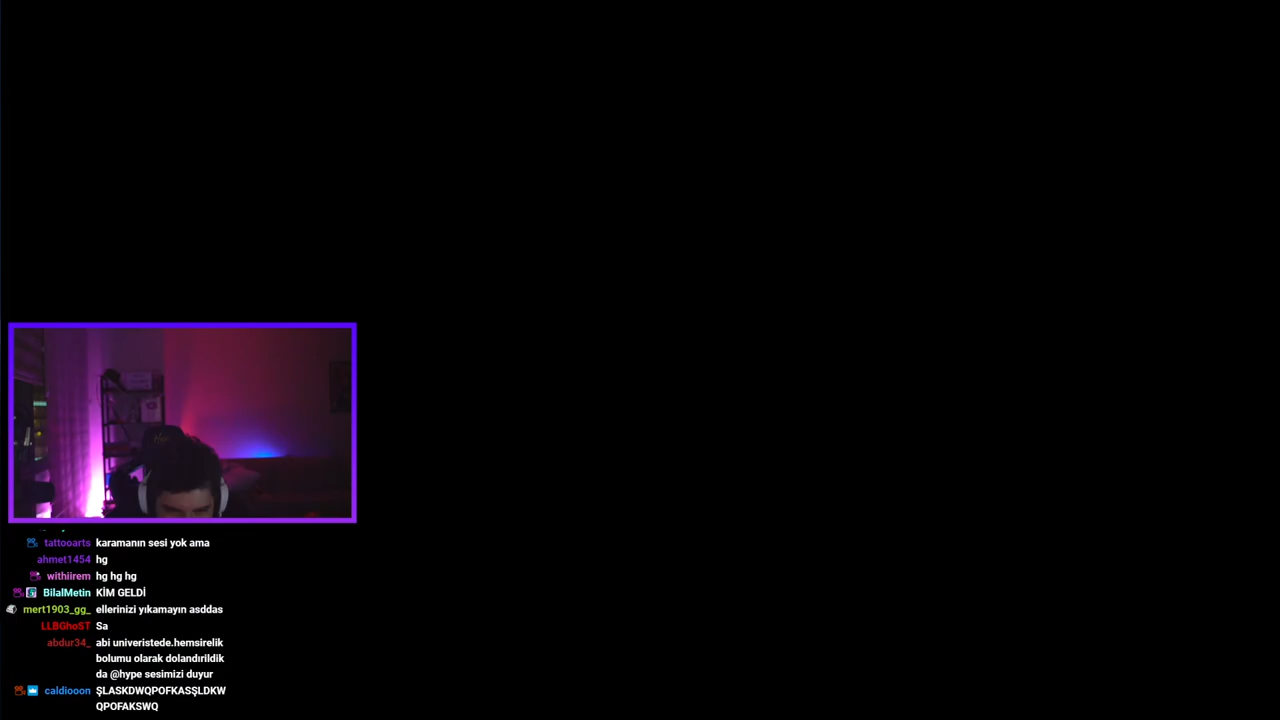 tattooarts karamanın sesi yok ama
ahmet1454 hg
withiirem hg hg hg
BilalMetin KİM GELDİ
mert1903_gg_ ellerinizi yıkamayın asddas
LLBGhoST Sa
abdur34_ abi univeristede.hemsirelik
bolumu olarak dolandırildik
da @hype sesimizi duyur
caldiooon ŞLASKDWQPOFKASŞLDKW
QPOFAKSWQ